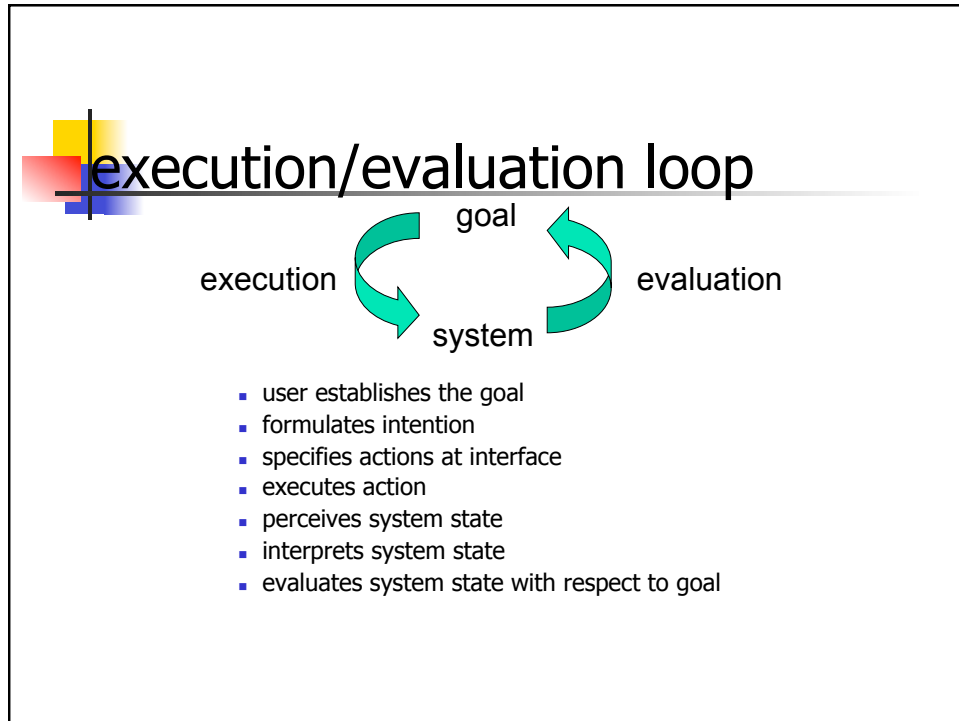 execution/evaluation loop
goal
execution
evaluation
system
user establishes the goal
formulates intention
specifies actions at interface
executes action
perceives system state
interprets system state
evaluates system state with respect to goal